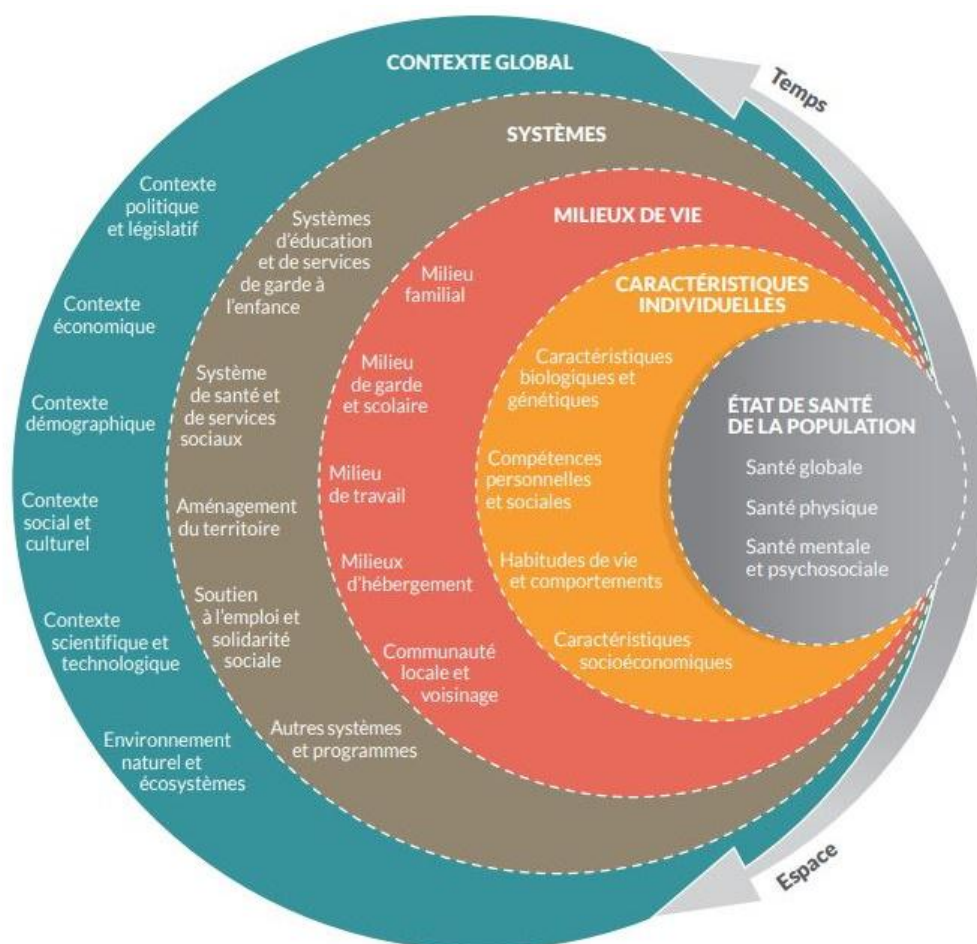 CONTEXTE GLOBAL
Temps
SYSTÈMES
MILIEUX DE VIE
CARACTÉRISTIQUES
INDIVIDUELLES
ÉTAT DE SANTÉ
DE LA POPULATION
Santé globale
Santé physique
Santé mentale
et psychosociale
Contexte
politique
et législatif
Contexte
économique
Contexte
démographique
Contexte
social et
culturel
Contexte
scientifique et
technologique
Environnement
naturel et
écosystèmes
Systèmes
d'éducation
et de services
de garde à
l'enfance
Système
de santé et
de services
sociaux
Aménagement
du territoire
Soutien
à l'emploi et
solidarité
sociale
Autres systèmes
et programmes
Milieu
familial
Milieu
de garde
et scolaire
Milieu
de travail
Milieux
d'hébergement
Communauté
locale et
voisinage
Caractéristiques
biologiques et
génétiques
Compétences
personnelles
et sociales
Habitudes de vie
et comportements
Caractéristiques
socioéconomiques
Espace